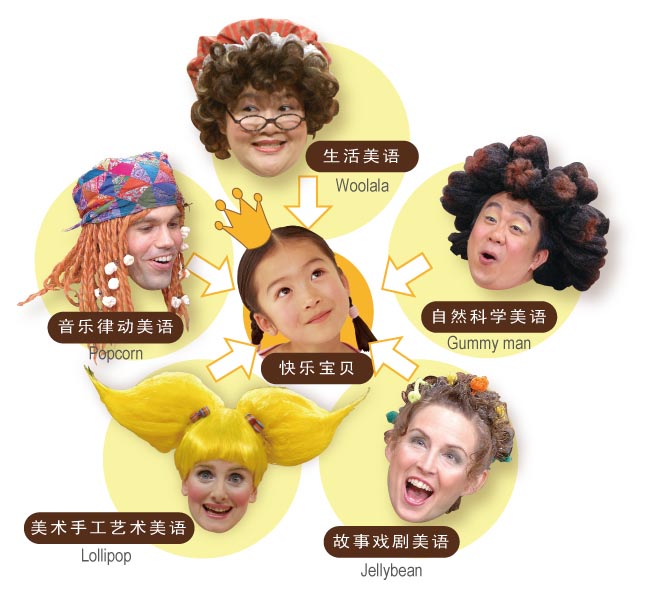 生活美语
Woolala
音乐律动美语
Popcorn
自然科学美语
Gummy man
快乐宝贝
美术手工艺术美语
Lollipop
故事戏剧美语
Jellybean